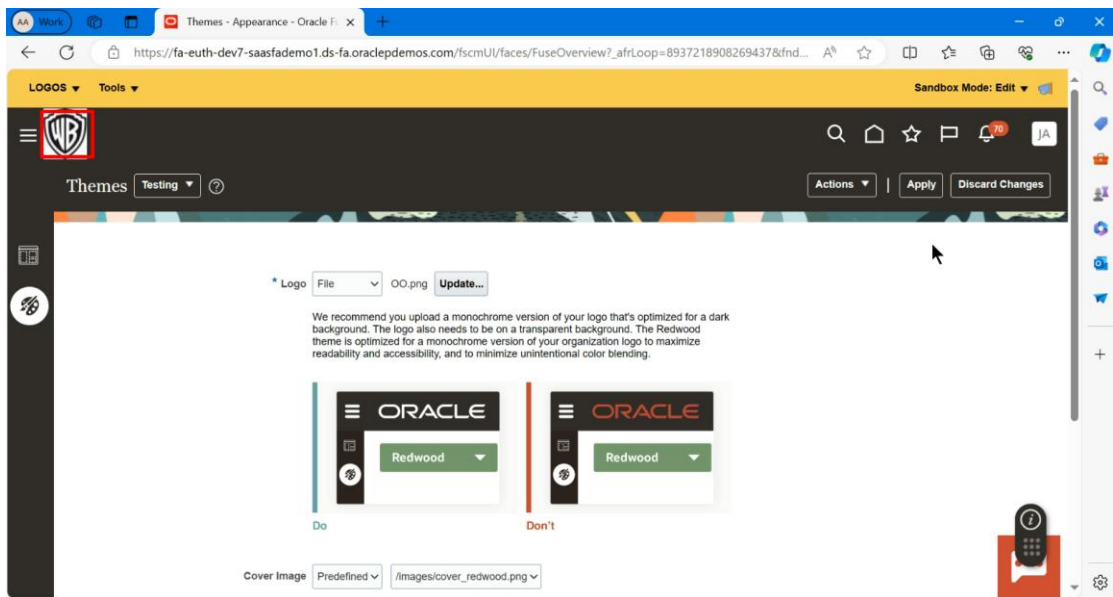 AA Work
Themes - Appearance - Oracle F
https://fa-euth-dev7-saasfademo1.ds-fa.oraclepdemos.com/fscmUI/faces/FuseOverview?_afrLoop=8937218908269437&fnd...
LOGOS Tools Sandbox Mode: Edit
WB 70 JA
Themes Testing Actions Apply Discard Changes
* Logo File OO.png Update...
We recommend you upload a monochrome version of your logo that's optimized for a dark
background. The logo also needs to be on a transparent background. The Redwood
theme is optimized for a monochrome version of your organization logo to maximize
readability and accessibility, and to minimize unintentional color blending.
ORACLE ORACLE
Redwood Redwood
Do Don't
Cover Image Predefined /images/cover_redwood.png